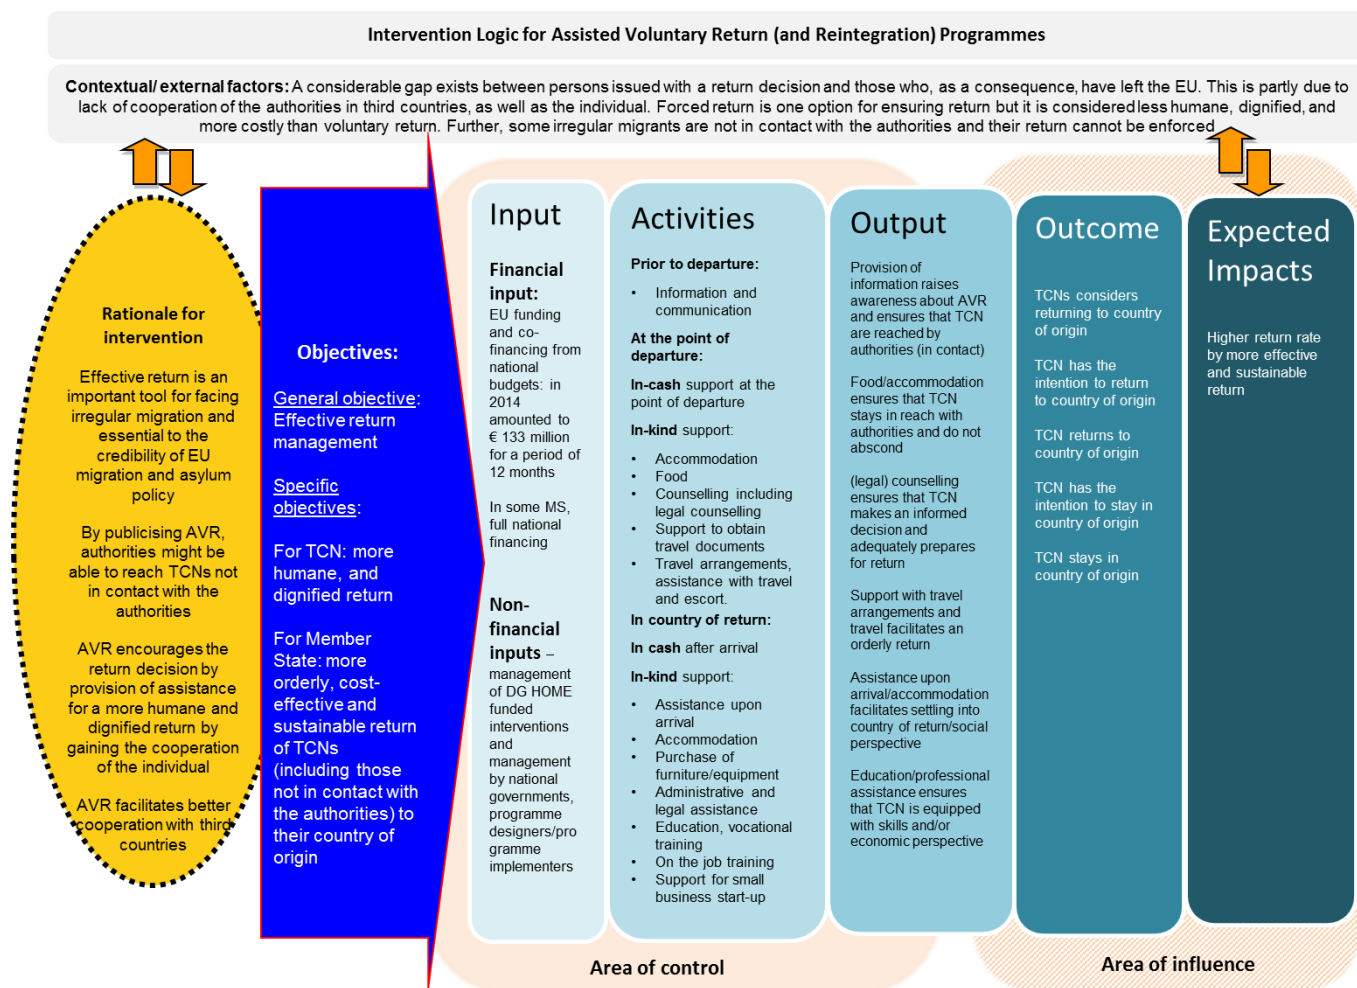 Intervention Logic for Assisted Voluntary Return (and Reintegration) Programmes
Contextual/ external factors: A considerable gap exists between persons issued with a return decision and those who, as a consequence, have left the EU. This is partly due to
lack of cooperation of the authorities in third countries, as well as the individual. Forced return is one option for ensuring return but it is considered less humane, dignified, and
more costly than voluntary return. Further, some irregular migrants are not in contact with the authorities and their return cannot be enforced
Rationale for
intervention
Effective return is an
important tool for facing
irregular migration and
essential to the
credibility of EU
migration and asylum
policy
By publicising AVR,
authorities might be
able to reach TCNs not
in contact with the
authorities
AVR encourages the
return decision by
provision of assistance
for a more humane and
dignified return by
gaining the cooperation
of the individual
AVR facilitates better
cooperation with third
countries
Objectives:
General objective:
Effective return
management
Specific
objectives:
For TCN: more
humane, and
dignified return
For Member
State: more
orderly, cost-
effective and
sustainable return
of TCNs
(including those
not in contact with
the authorities) to
their country of
origin
Input
Financial
input:
EU funding
and co-
financing from
national
budgets: in
2014
amounted to
€ 133 million
for a period of
12 months
In some MS,
full national
financing
Non-
financial
inputs –
management
of DG HOME
funded
interventions
and
management
by national
governments,
programme
designers/pro
gramme
implementers
Activities
Prior to departure:
• Information and
communication
At the point of
departure:
In-cash support at the
point of departure
In-kind support:
• Accommodation
• Food
• Counselling including
legal counselling
• Support to obtain
travel documents
• Travel arrangements,
assistance with travel
and escort.
In country of return:
In cash after arrival
In-kind support:
• Assistance upon
arrival
• Accommodation
• Purchase of
furniture/equipment
• Administrative and
legal assistance
• Education, vocational
training
• On the job training
• Support for small
business start-up
Output
Provision of
information raises
awareness about AVR
and ensures that TCN
are reached by
authorities (in contact)
Food/accommodation
ensures that TCN
stays in reach with
authorities and do not
abscond
(legal) counselling
ensures that TCN
makes an informed
decision and
adequately prepares
for return
Support with travel
arrangements and
travel facilitates an
orderly return
Assistance upon
arrival/accommodation
facilitates settling into
country of return/social
perspective
Education/professional
assistance ensures
that TCN is equipped
with skills and/or
economic perspective
Outcome
TCNs considers
returning to country
of origin
TCN has the
intention to return
to country of origin
TCN returns to
country of origin
TCN has the
intention to stay in
country of origin
TCN stays in
country of origin
Expected
Impacts
Higher return rate
by more effective
and sustainable
return
Area of control
Area of influence